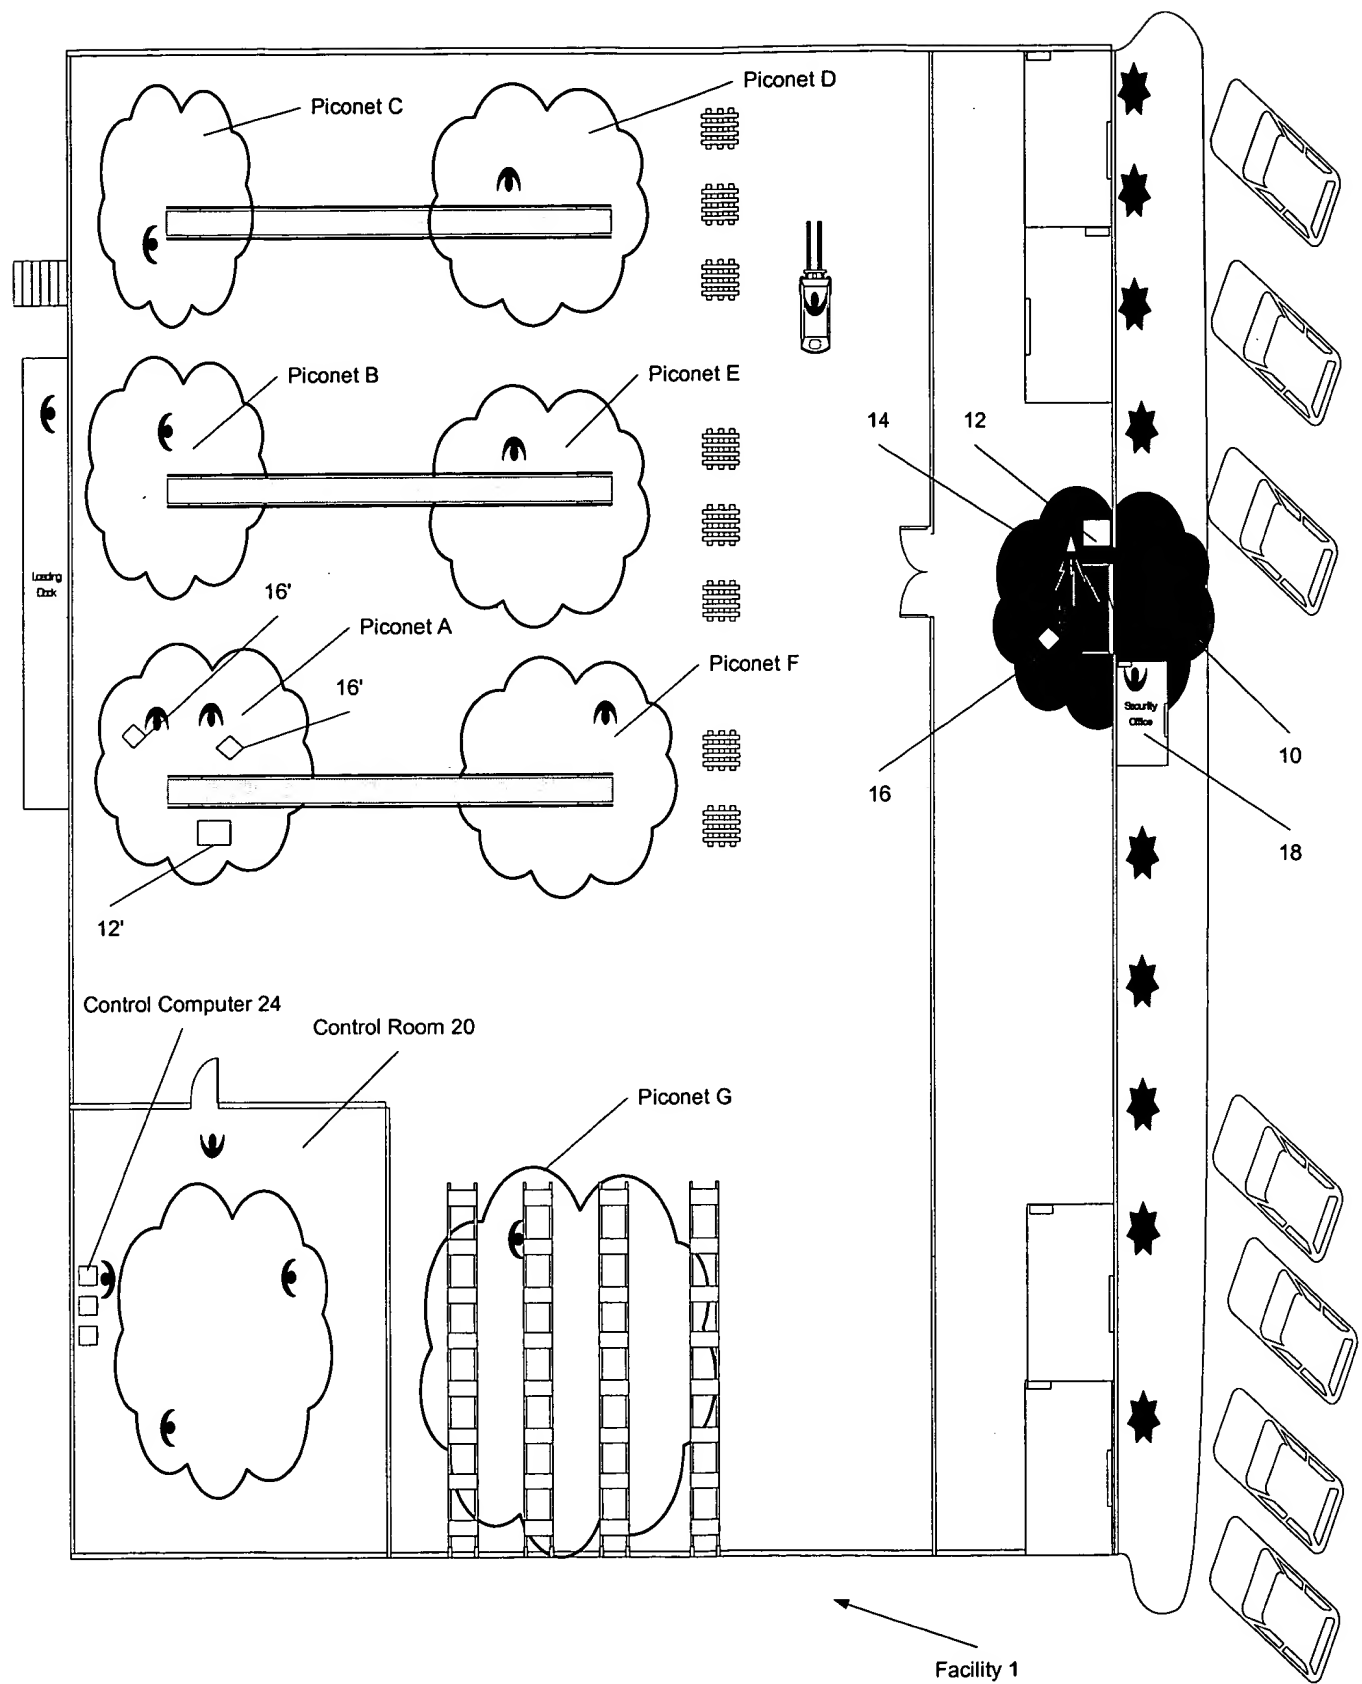 Piconet D
Piconet C
Piconet B
Piconet E
14
12
Loading
Dock
16'
Piconet A
16'
Piconet F
Security
Office
10
16
18
12'
Control Computer 24
Control Room 20
Piconet G
Facility 1